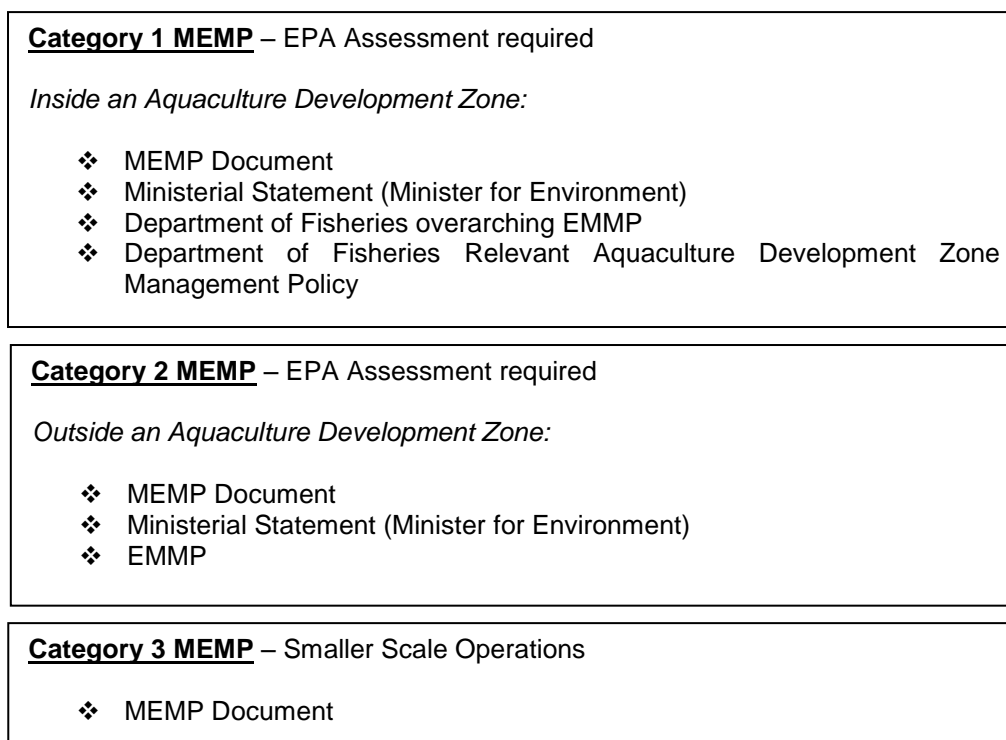 Category 1 MEMP – EPA Assessment required
Inside an Aquaculture Development Zone:
❖ MEMP Document
❖ Ministerial Statement (Minister for Environment)
❖ Department of Fisheries overarching EMMP
❖ Department of Fisheries Relevant Aquaculture Development Zone
Management Policy
Category 2 MEMP – EPA Assessment required
Outside an Aquaculture Development Zone:
❖ MEMP Document
❖ Ministerial Statement (Minister for Environment)
❖ EMMP
Category 3 MEMP – Smaller Scale Operations
❖ MEMP Document